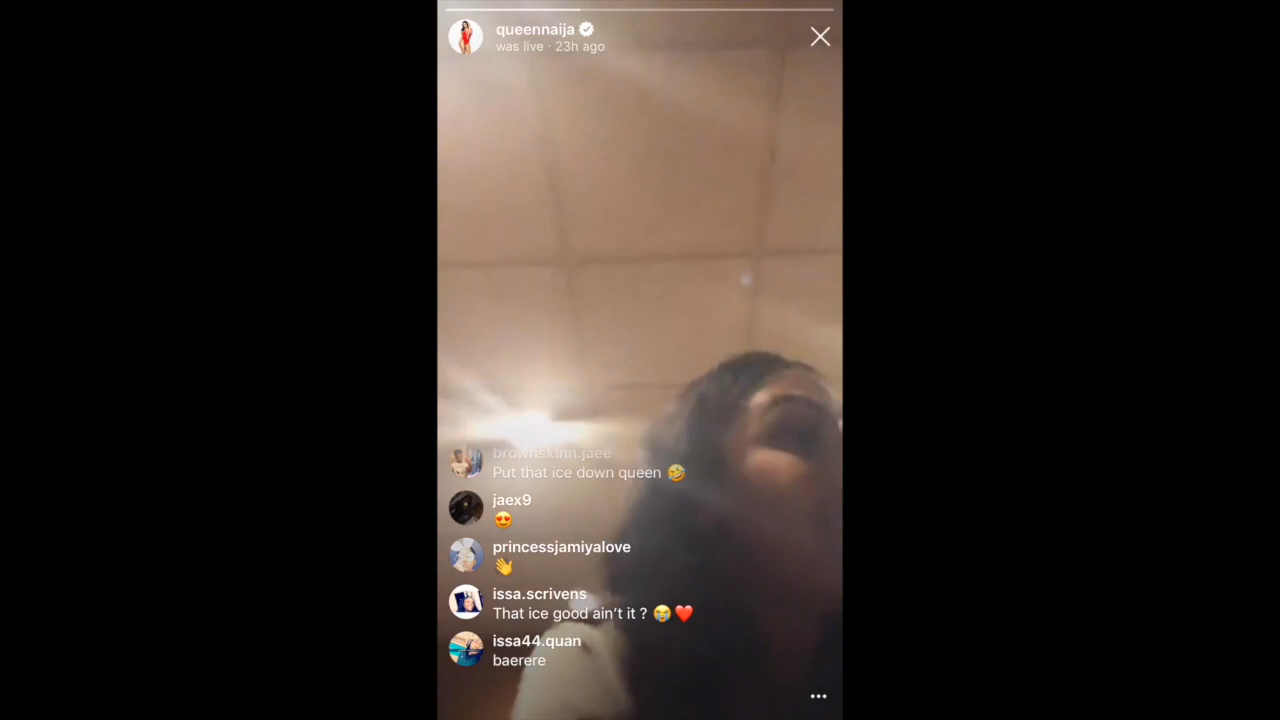 queennaija
was live · 23h ago
brownskinn.jaee
Put that ice down queen 🤣
jaex9
😍
princessjamiyalove
👋
issa.scrivens
That ice good ain't it ? 😭❤️
issa44.quan
baerere